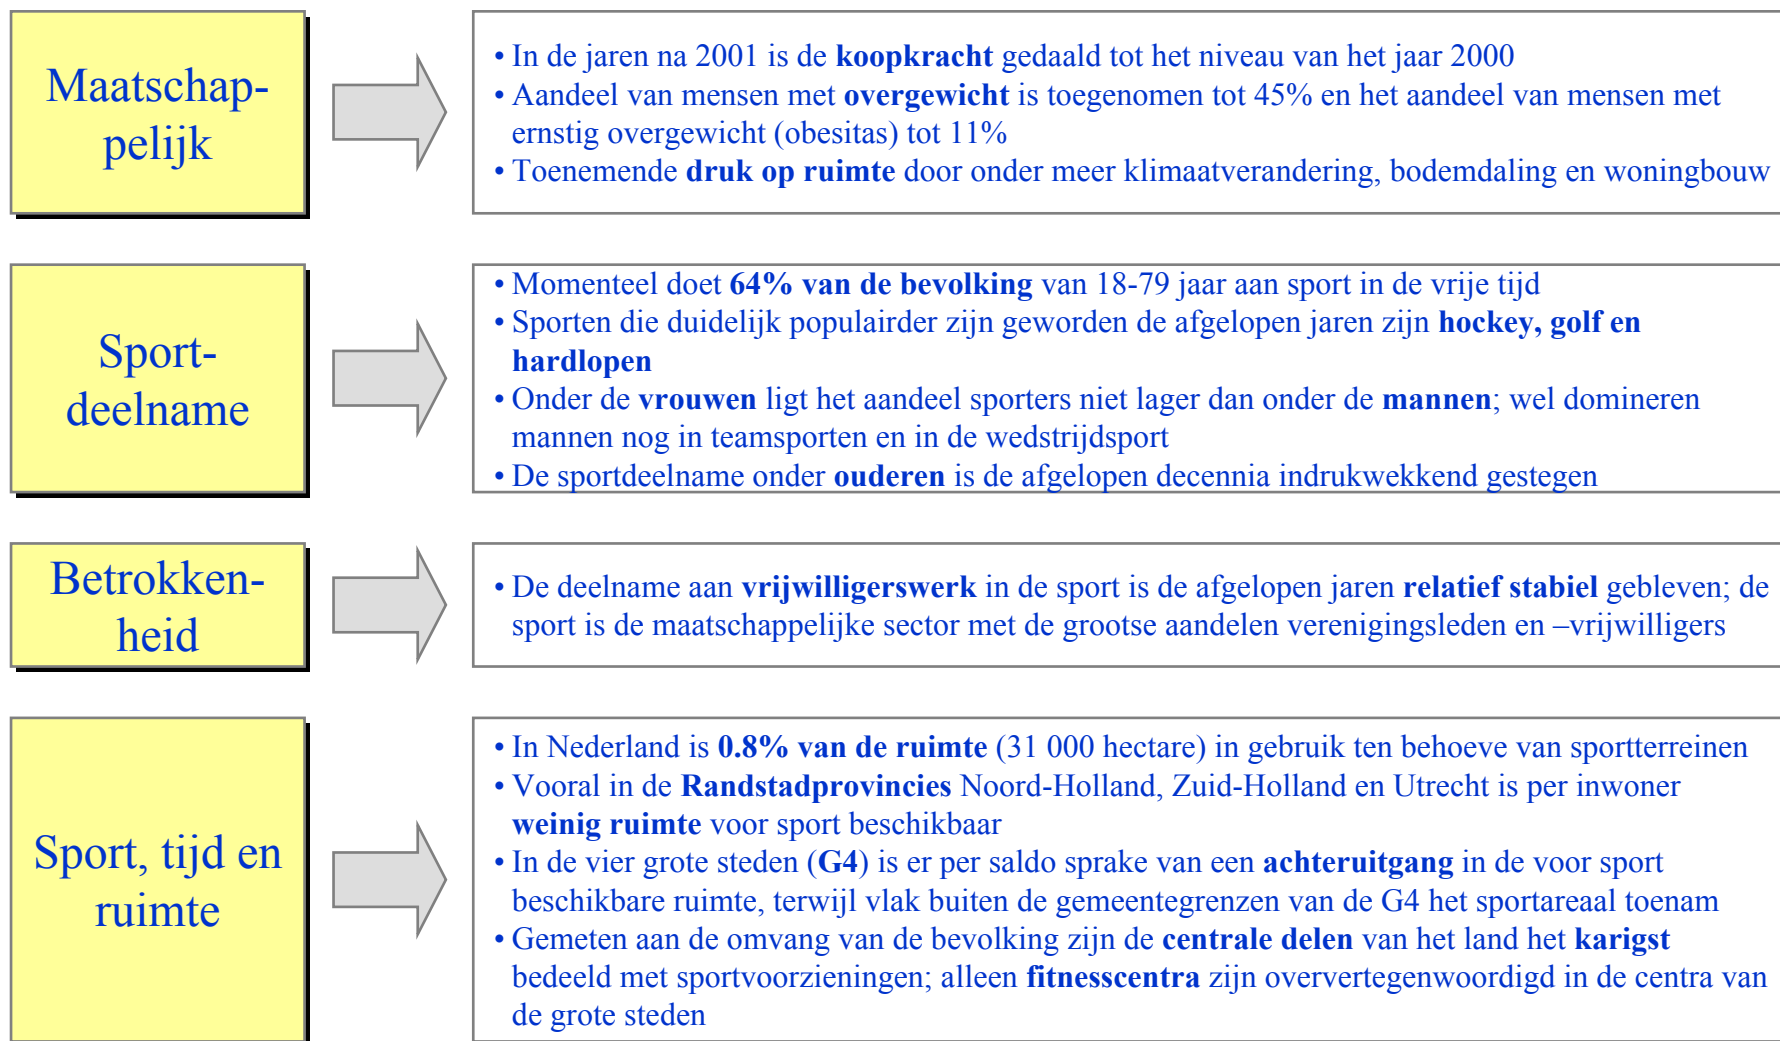 Maatschap-
pelijk
• In de jaren na 2001 is de koopkracht gedaald tot het niveau van het jaar 2000
• Aandeel van mensen met overgewicht is toegenomen tot 45% en het aandeel van mensen met
ernstig overgewicht (obesitas) tot 11%
• Toenemende druk op ruimte door onder meer klimaatverandering, bodemdaling en woningbouw
Sport-
deelname
• Momenteel doet 64% van de bevolking van 18-79 jaar aan sport in de vrije tijd
• Sporten die duidelijk populairder zijn geworden de afgelopen jaren zijn hockey, golf en
hardlopen
• Onder de vrouwen ligt het aandeel sporters niet lager dan onder de mannen; wel domineren
mannen nog in teamsporten en in de wedstrijdsport
• De sportdeelname onder ouderen is de afgelopen decennia indrukwekkend gestegen
Betrokken-
heid
• De deelname aan vrijwilligerswerk in de sport is de afgelopen jaren relatief stabiel gebleven; de
sport is de maatschappelijke sector met de grootse aandelen verenigingsleden en –vrijwilligers
Sport, tijd en
ruimte
• In Nederland is 0.8% van de ruimte (31 000 hectare) in gebruik ten behoeve van sportterreinen
• Vooral in de Randstadprovincies Noord-Holland, Zuid-Holland en Utrecht is per inwoner
weinig ruimte voor sport beschikbaar
• In de vier grote steden (G4) is er per saldo sprake van een achteruitgang in de voor sport
beschikbare ruimte, terwijl vlak buiten de gemeentegrenzen van de G4 het sportareaal toenam
• Gemeten aan de omvang van de bevolking zijn de centrale delen van het land het karigst
bedeeld met sportvoorzieningen; alleen fitnesscentra zijn oververtegenwoordigd in de centra van
de grote steden